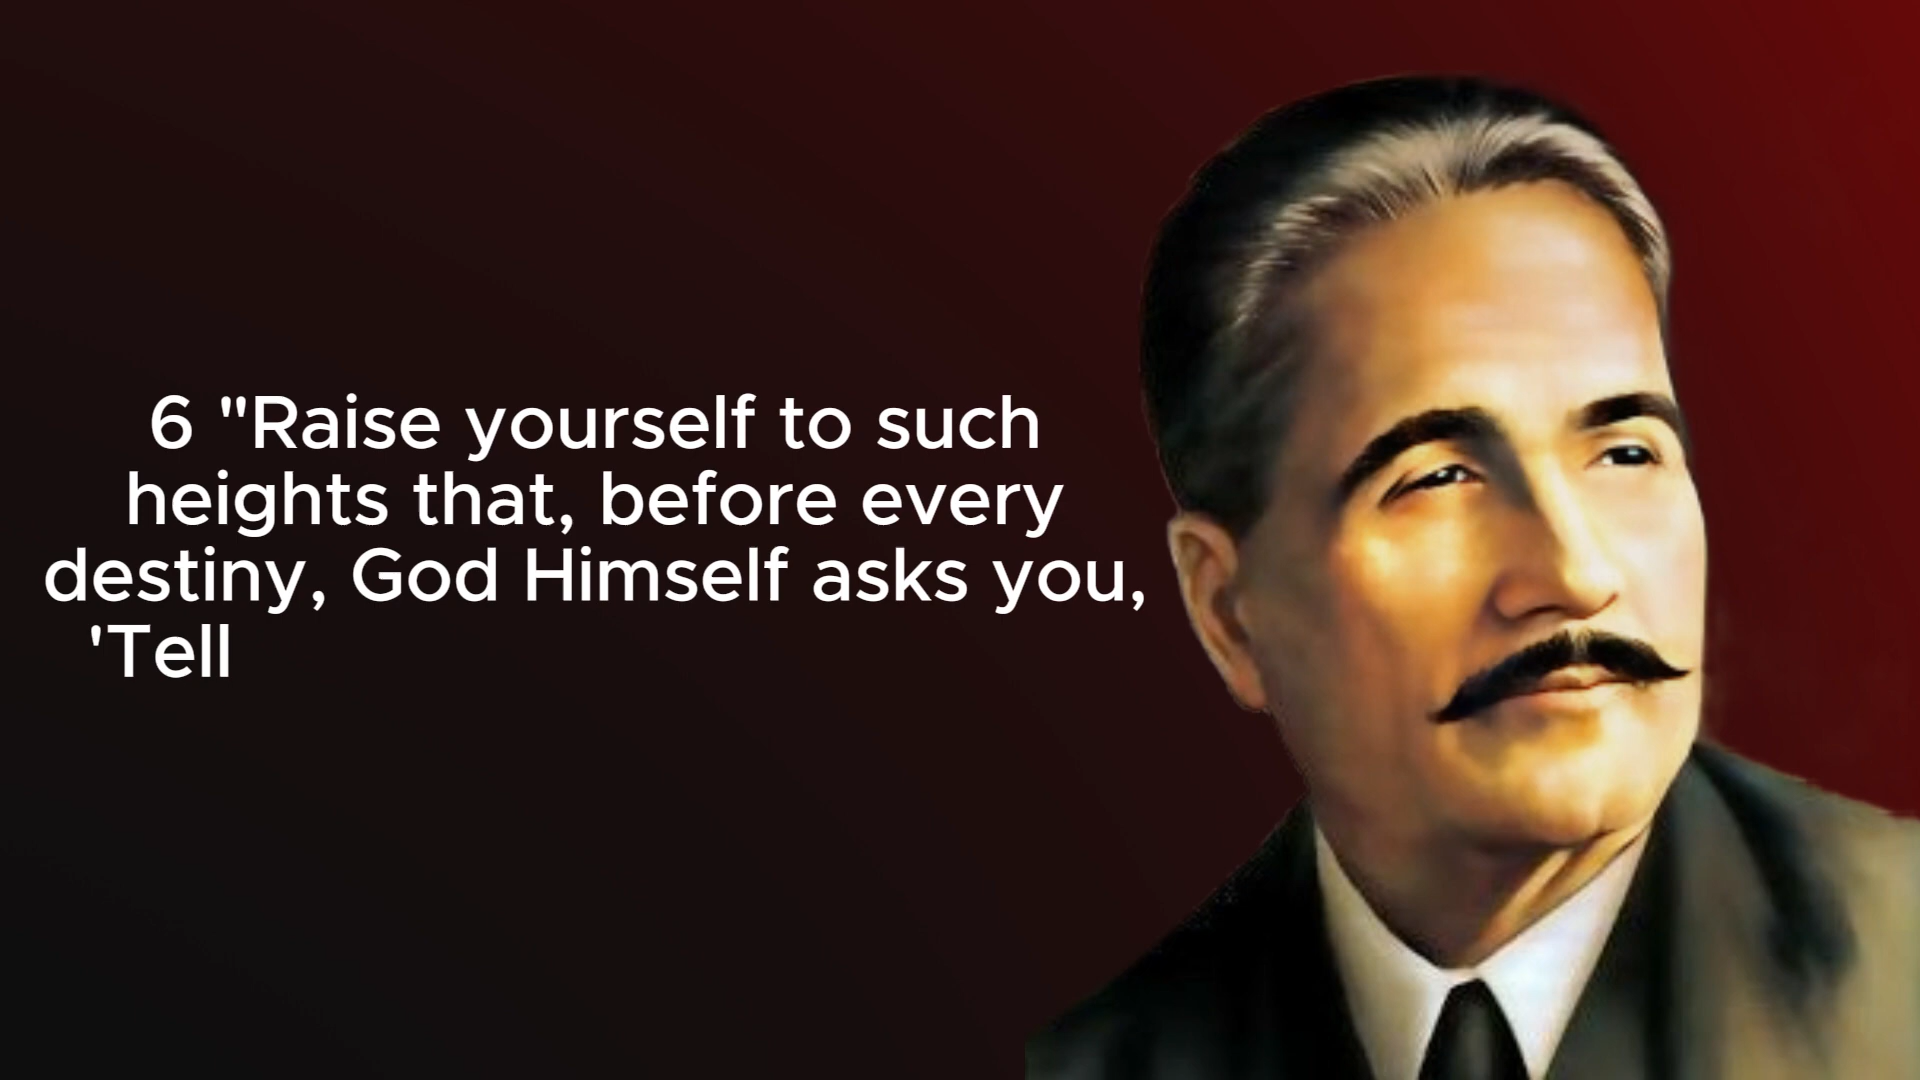 6 "Raise yourself to such
heights that, before every
destiny, God Himself asks you,
'Tell